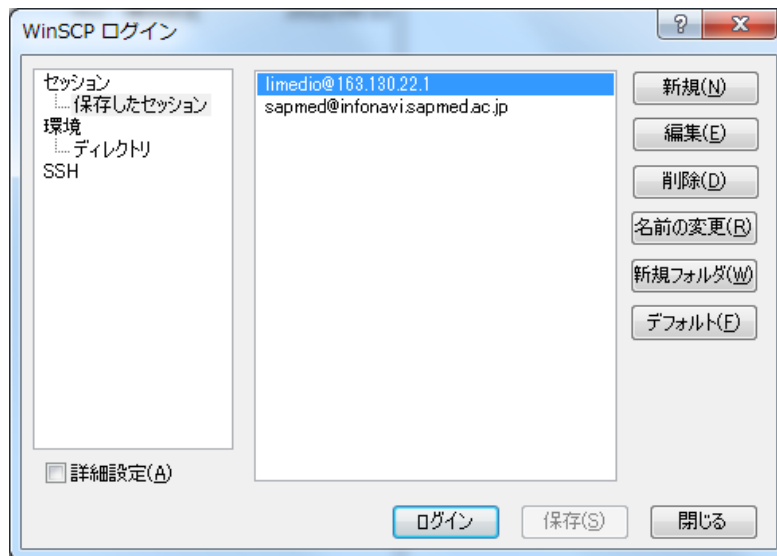 WinSCP ログイン
セッション
保存したセッション
環境
ディレクトリ
SSH
limedio@163.130.22.1
sapmed@infonavi.sapmed.ac.jp
新規(N)
編集(E)
削除(D)
名前の変更(R)
新規フォルダ(W)
デフォルト(F)
詳細設定(A)
ログイン
保存(S)
閉じる